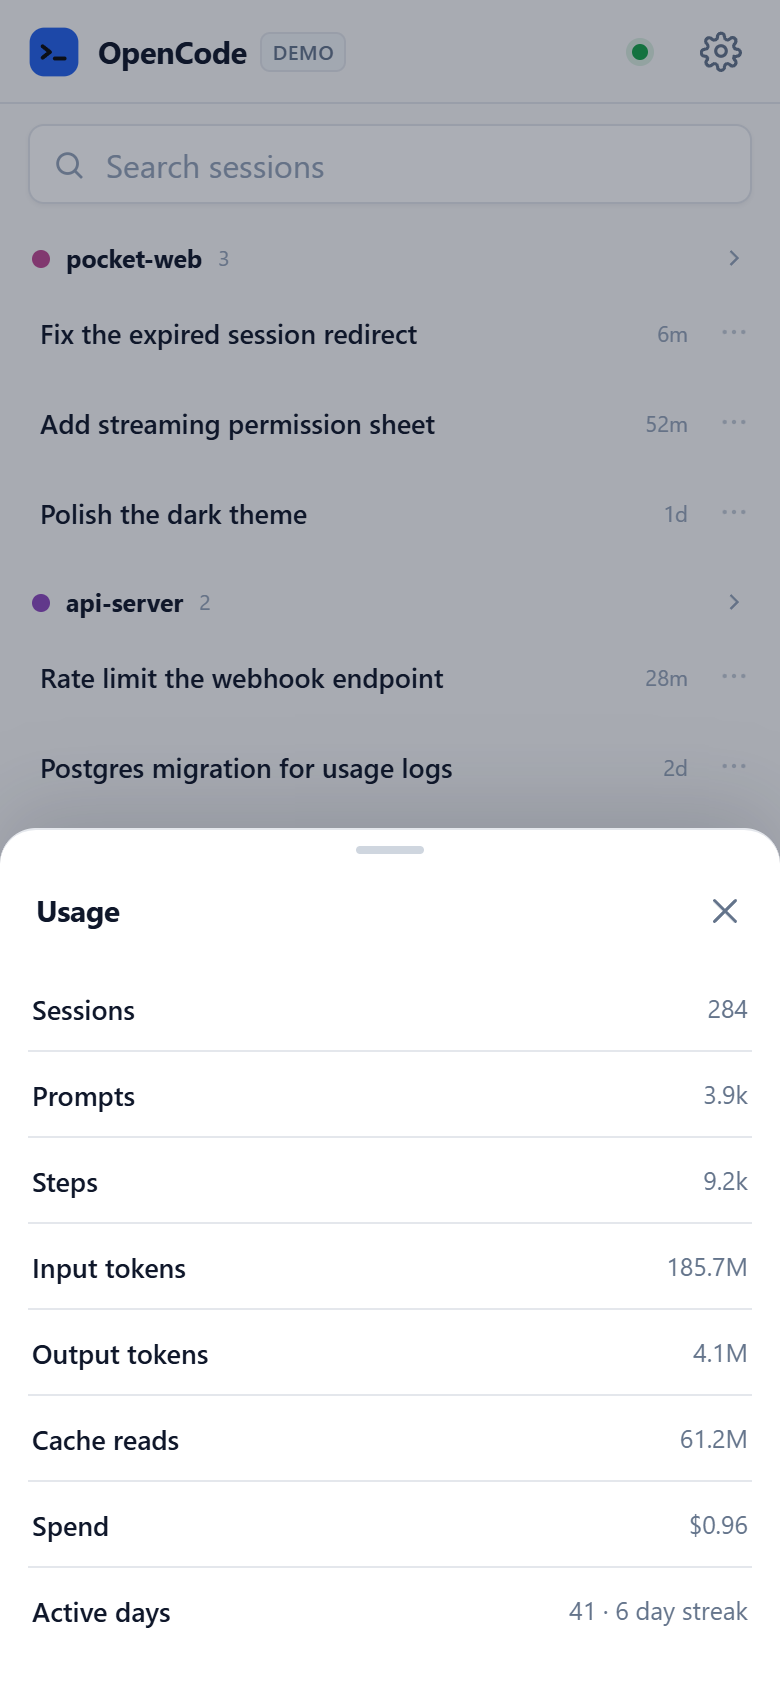 OpenCode DEMO
Search sessions
pocket-web 3
Fix the expired session redirect 6m
Add streaming permission sheet 52m
Polish the dark theme 1d
api-server 2
Rate limit the webhook endpoint 28m
Postgres migration for usage logs 2d
Usage
Sessions 284
Prompts 3.9k
Steps 9.2k
Input tokens 185.7M
Output tokens 4.1M
Cache reads 61.2M
Spend $0.96
Active days 41 · 6 day streak